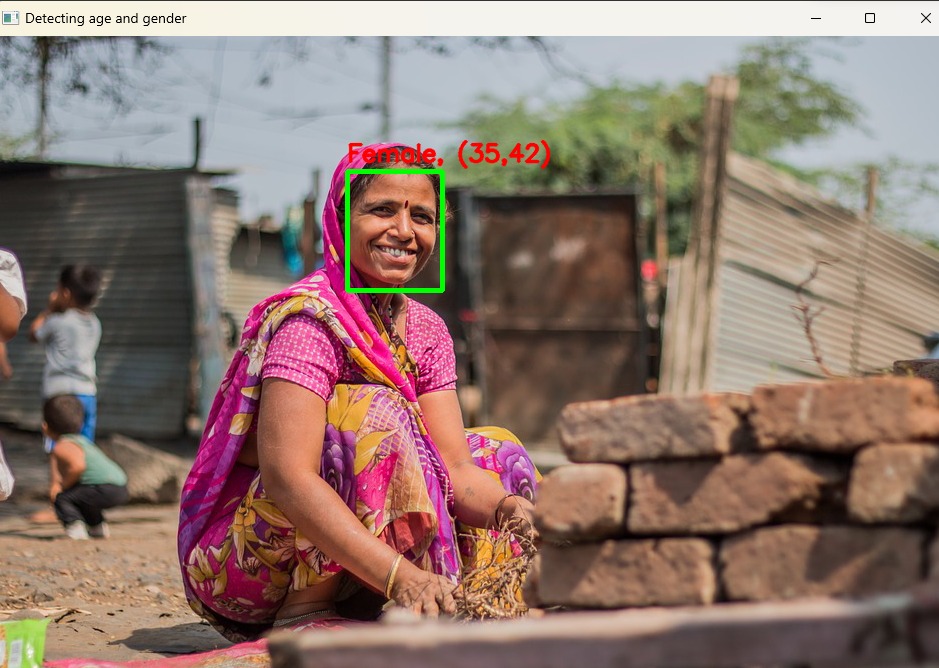 Detecting age and gender
Female, (35,42)